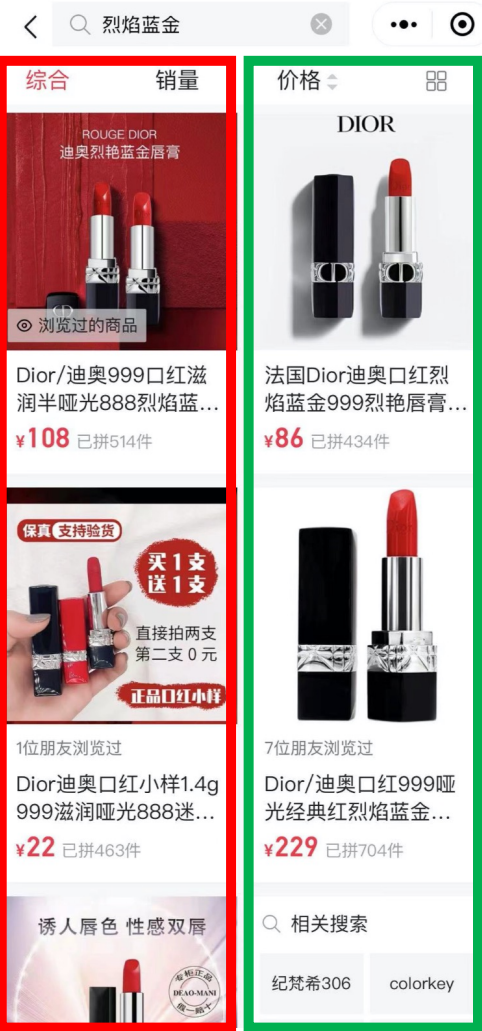 烈焰蓝金
综合
销量
价格
ROUGE DIOR
迪奥烈艳蓝金唇膏
浏览过的商品
Dior/迪奥999口红滋
润半哑光888烈焰蓝...
¥108 已拼514件
DIOR
法国Dior迪奥口红烈
焰蓝金999烈艳唇膏...
¥86 已拼434件
保真 支持验货
买1支
送1支
直接拍两支
第二支0元
正品口红小样
1位朋友浏览过
Dior迪奥口红小样1.4g
999滋润哑光888迷...
¥22 已拼463件
7位朋友浏览过
Dior/迪奥口红999哑
光经典红烈焰蓝金...
¥229 已拼704件
诱人唇色 性感双唇
专柜正品
DEAO-MANI
假一赔十
相关搜索
纪梵希306
colorkey